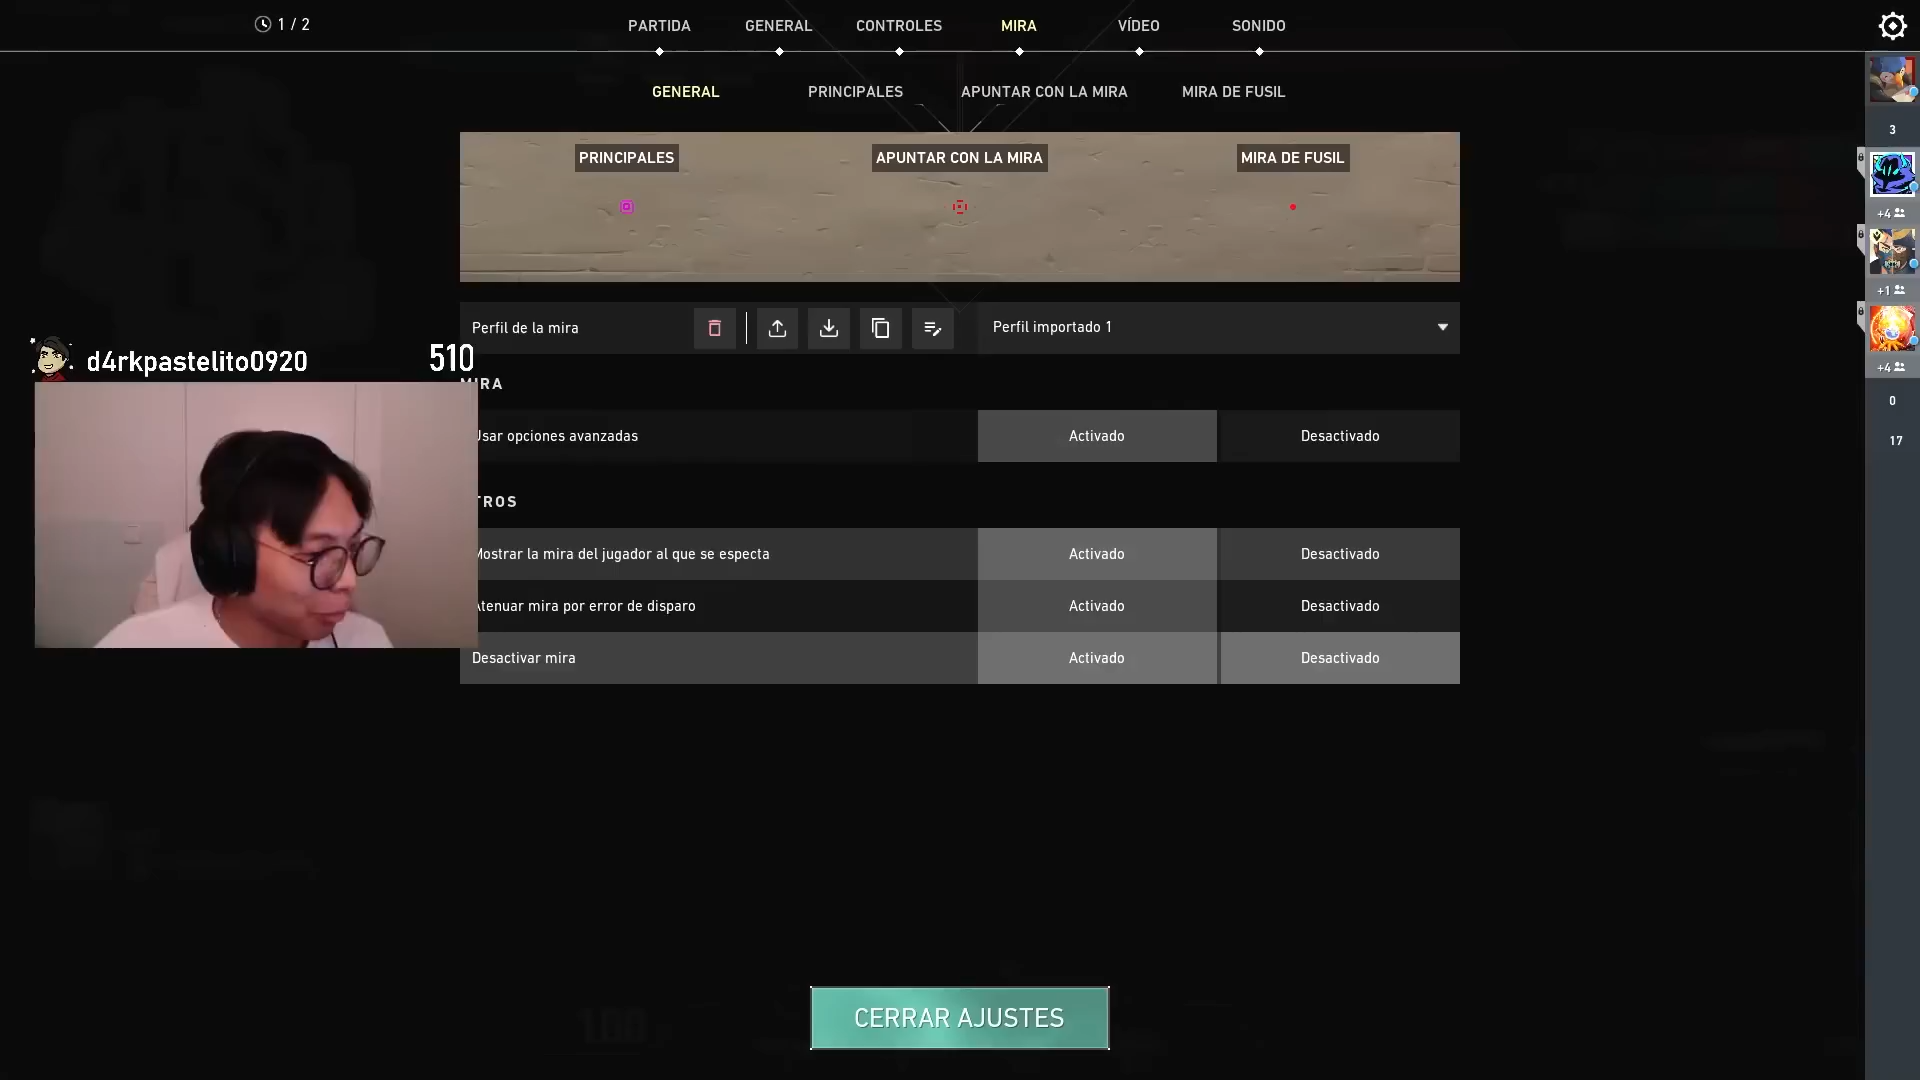 1 / 2
PARTIDA
GENERAL
CONTROLES
MIRA
VÍDEO
SONIDO
GENERAL
PRINCIPALES
APUNTAR CON LA MIRA
MIRA DE FUSIL
PRINCIPALES
APUNTAR CON LA MIRA
MIRA DE FUSIL
Perfil de la mira
Perfil importado 1
d4rkpastelito0920
510
IRA
Usar opciones avanzadas
Activado
Desactivado
TROS
Mostrar la mira del jugador al que se especta
Activado
Desactivado
Atenuar mira por error de disparo
Activado
Desactivado
Desactivar mira
Activado
Desactivado
CERRAR AJUSTES
3
+4
+1
+4
0
17
100